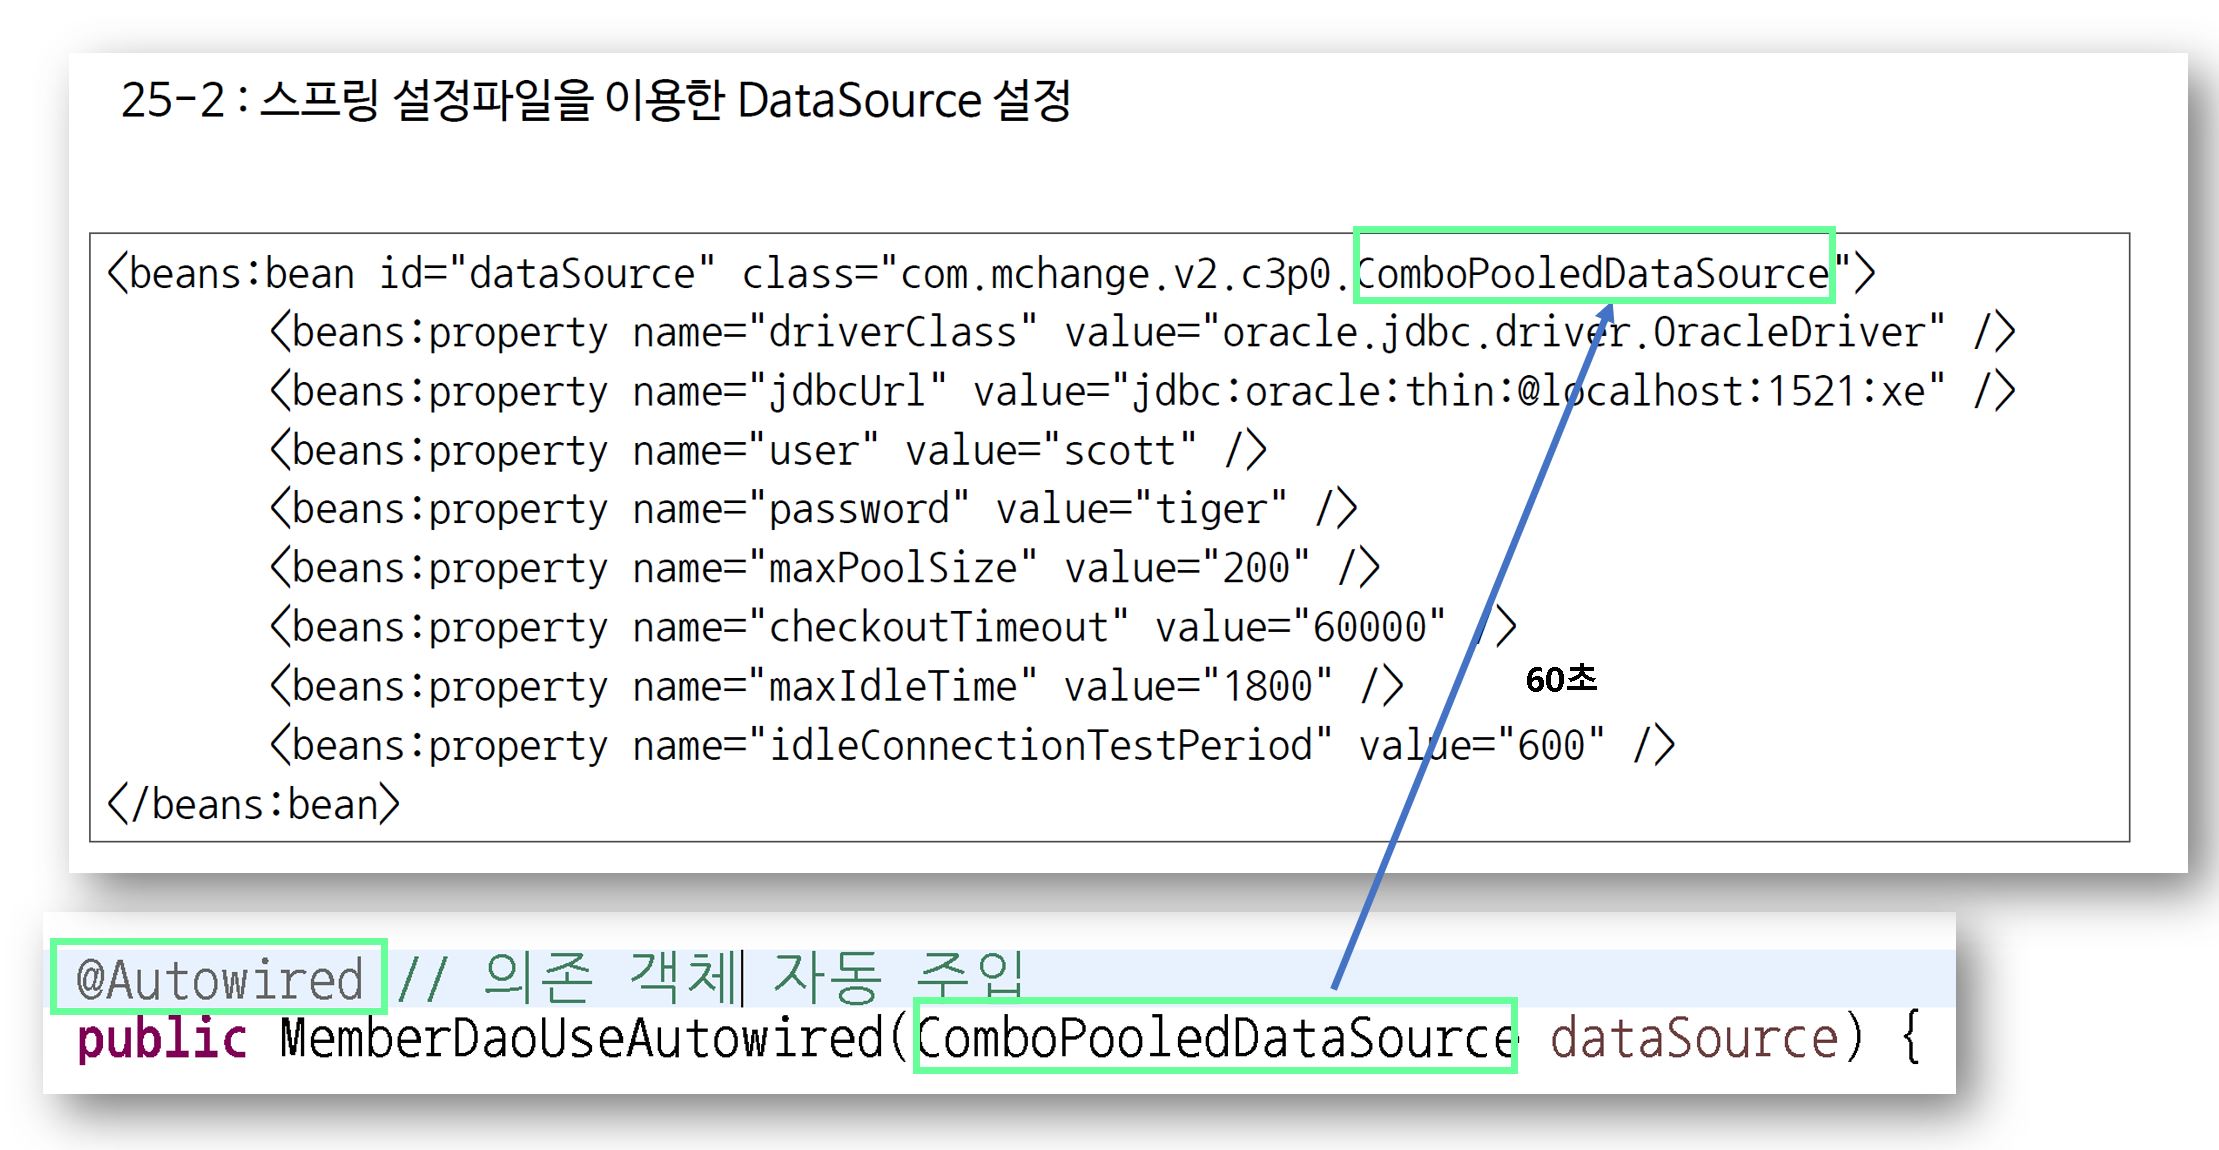 25-2 : 스프링 설정파일을 이용한 DataSource 설정
<beans:bean id="dataSource" class="com.mchange.v2.c3p0.ComboPooledDataSource">
<beans:property name="driverClass" value="oracle.jdbc.driver.OracleDriver" />
<beans:property name="jdbcUrl" value="jdbc:oracle:thin:@localhost:1521:xe" />
<beans:property name="user" value="scott" />
<beans:property name="password" value="tiger" />
<beans:property name="maxPoolSize" value="200" />
<beans:property name="checkoutTimeout" value="60000" />
<beans:property name="maxIdleTime" value="1800" />
60초
<beans:property name="idleConnectionTestPeriod" value="600" />
</beans:bean>
@Autowired // 의존 객체 자동 주입
public MemberDaoUseAutowired(ComboPooledDataSource dataSource) {